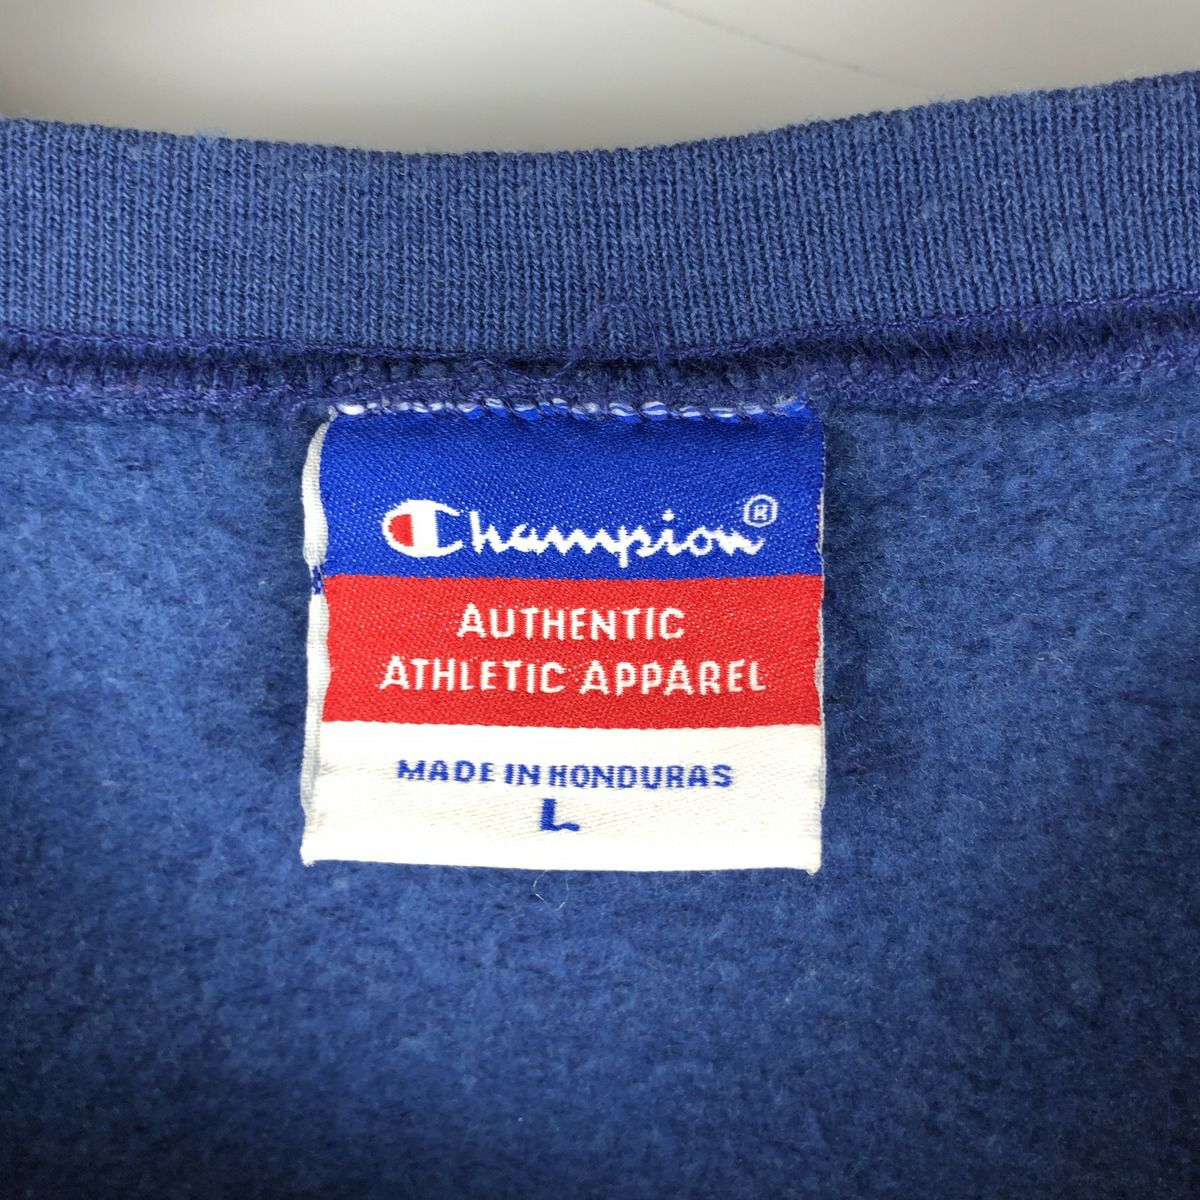 Champion®
AUTHENTIC
ATHLETIC APPAREL
MADE IN HONDURAS
L